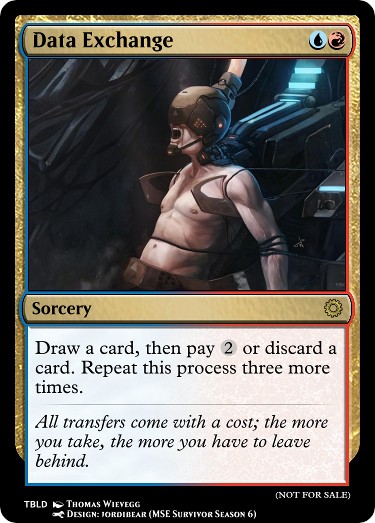 Data Exchange
Sorcery
Draw a card, then pay 2 or discard a
card. Repeat this process three more
times.
All transfers come with a cost; the more
you take, the more you have to leave
behind.
(NOT FOR SALE)
TBLD Thomas Wievegg
Design: jordibear (MSE Survivor Season 6)